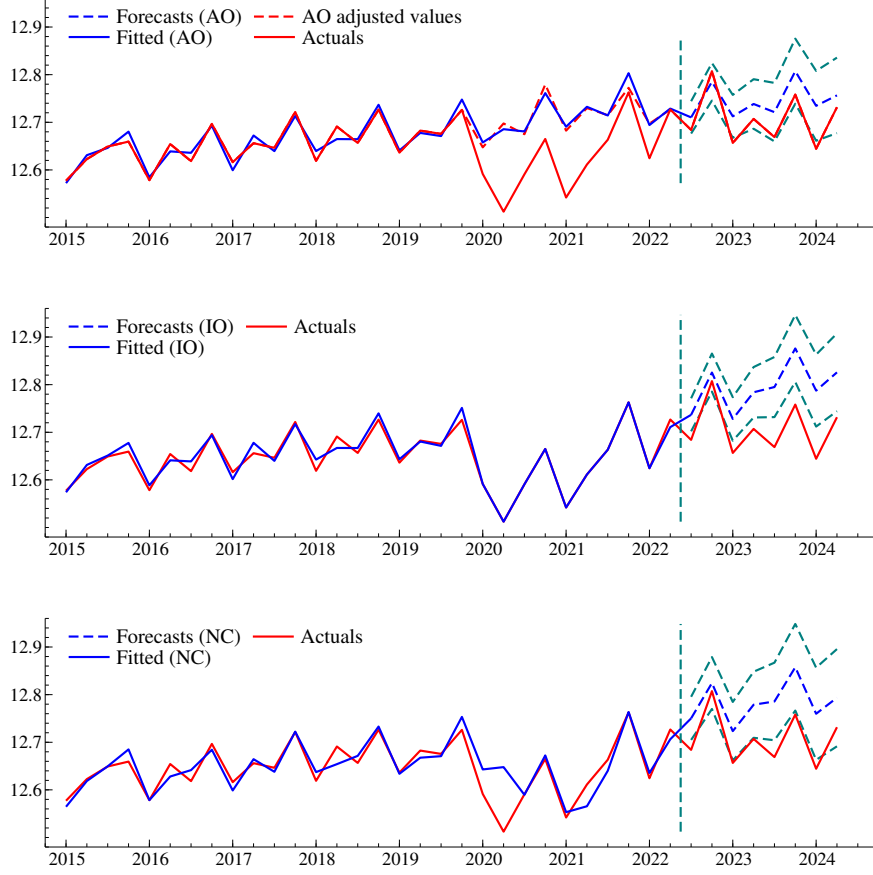 12.9
Forecasts (AO) AO adjusted values
Fitted (AO) Actuals
12.8
12.7
12.6
2015 2016 2017 2018 2019 2020 2021 2022 2023 2024
12.9
Forecasts (IO) Actuals
Fitted (IO)
12.8
12.7
12.6
2015 2016 2017 2018 2019 2020 2021 2022 2023 2024
12.9
Forecasts (NC) Actuals
Fitted (NC)
12.8
12.7
12.6
2015 2016 2017 2018 2019 2020 2021 2022 2023 2024